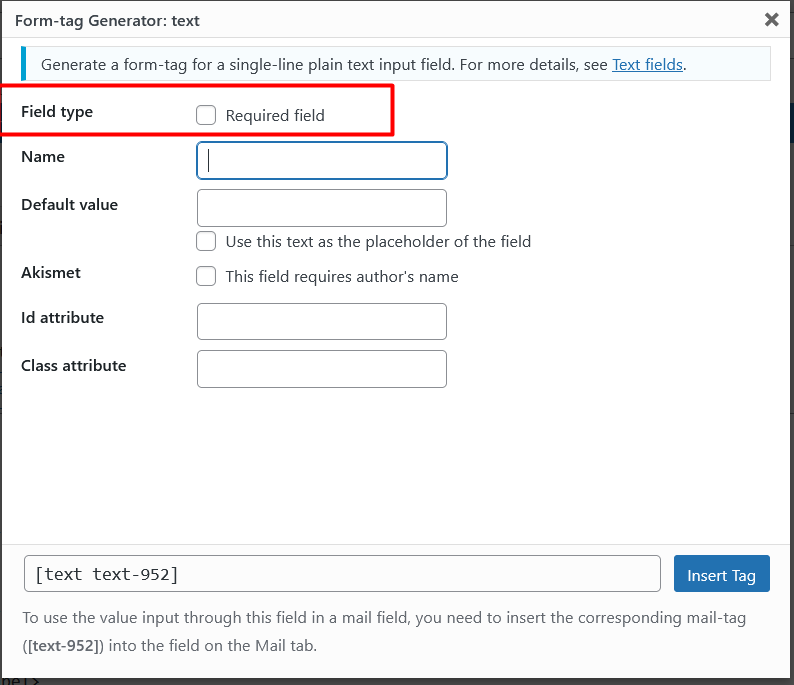 Form-tag Generator: text
Generate a form-tag for a single-line plain text input field. For more details, see Text fields.
Field type
Required field
Name
Default value
Use this text as the placeholder of the field
Akismet
This field requires author's name
Id attribute
Class attribute
[text text-952]
Insert Tag
To use the value input through this field in a mail field, you need to insert the corresponding mail-tag
([text-952]) into the field on the Mail tab.